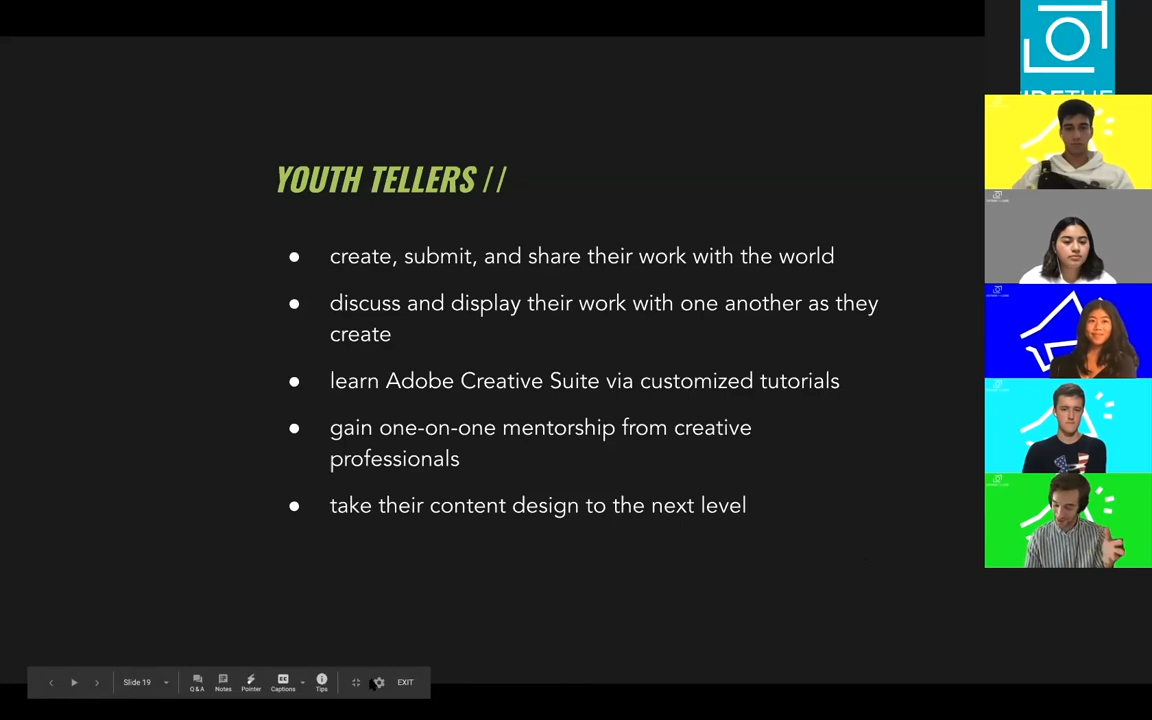 YOUTH TELLERS //
● create, submit, and share their work with the world
● discuss and display their work with one another as they
create
● learn Adobe Creative Suite via customized tutorials
● gain one-on-one mentorship from creative
professionals
● take their content design to the next level
Slide 19
Q&A
Notes
CC
Pointer
Captions
Tips
EXIT